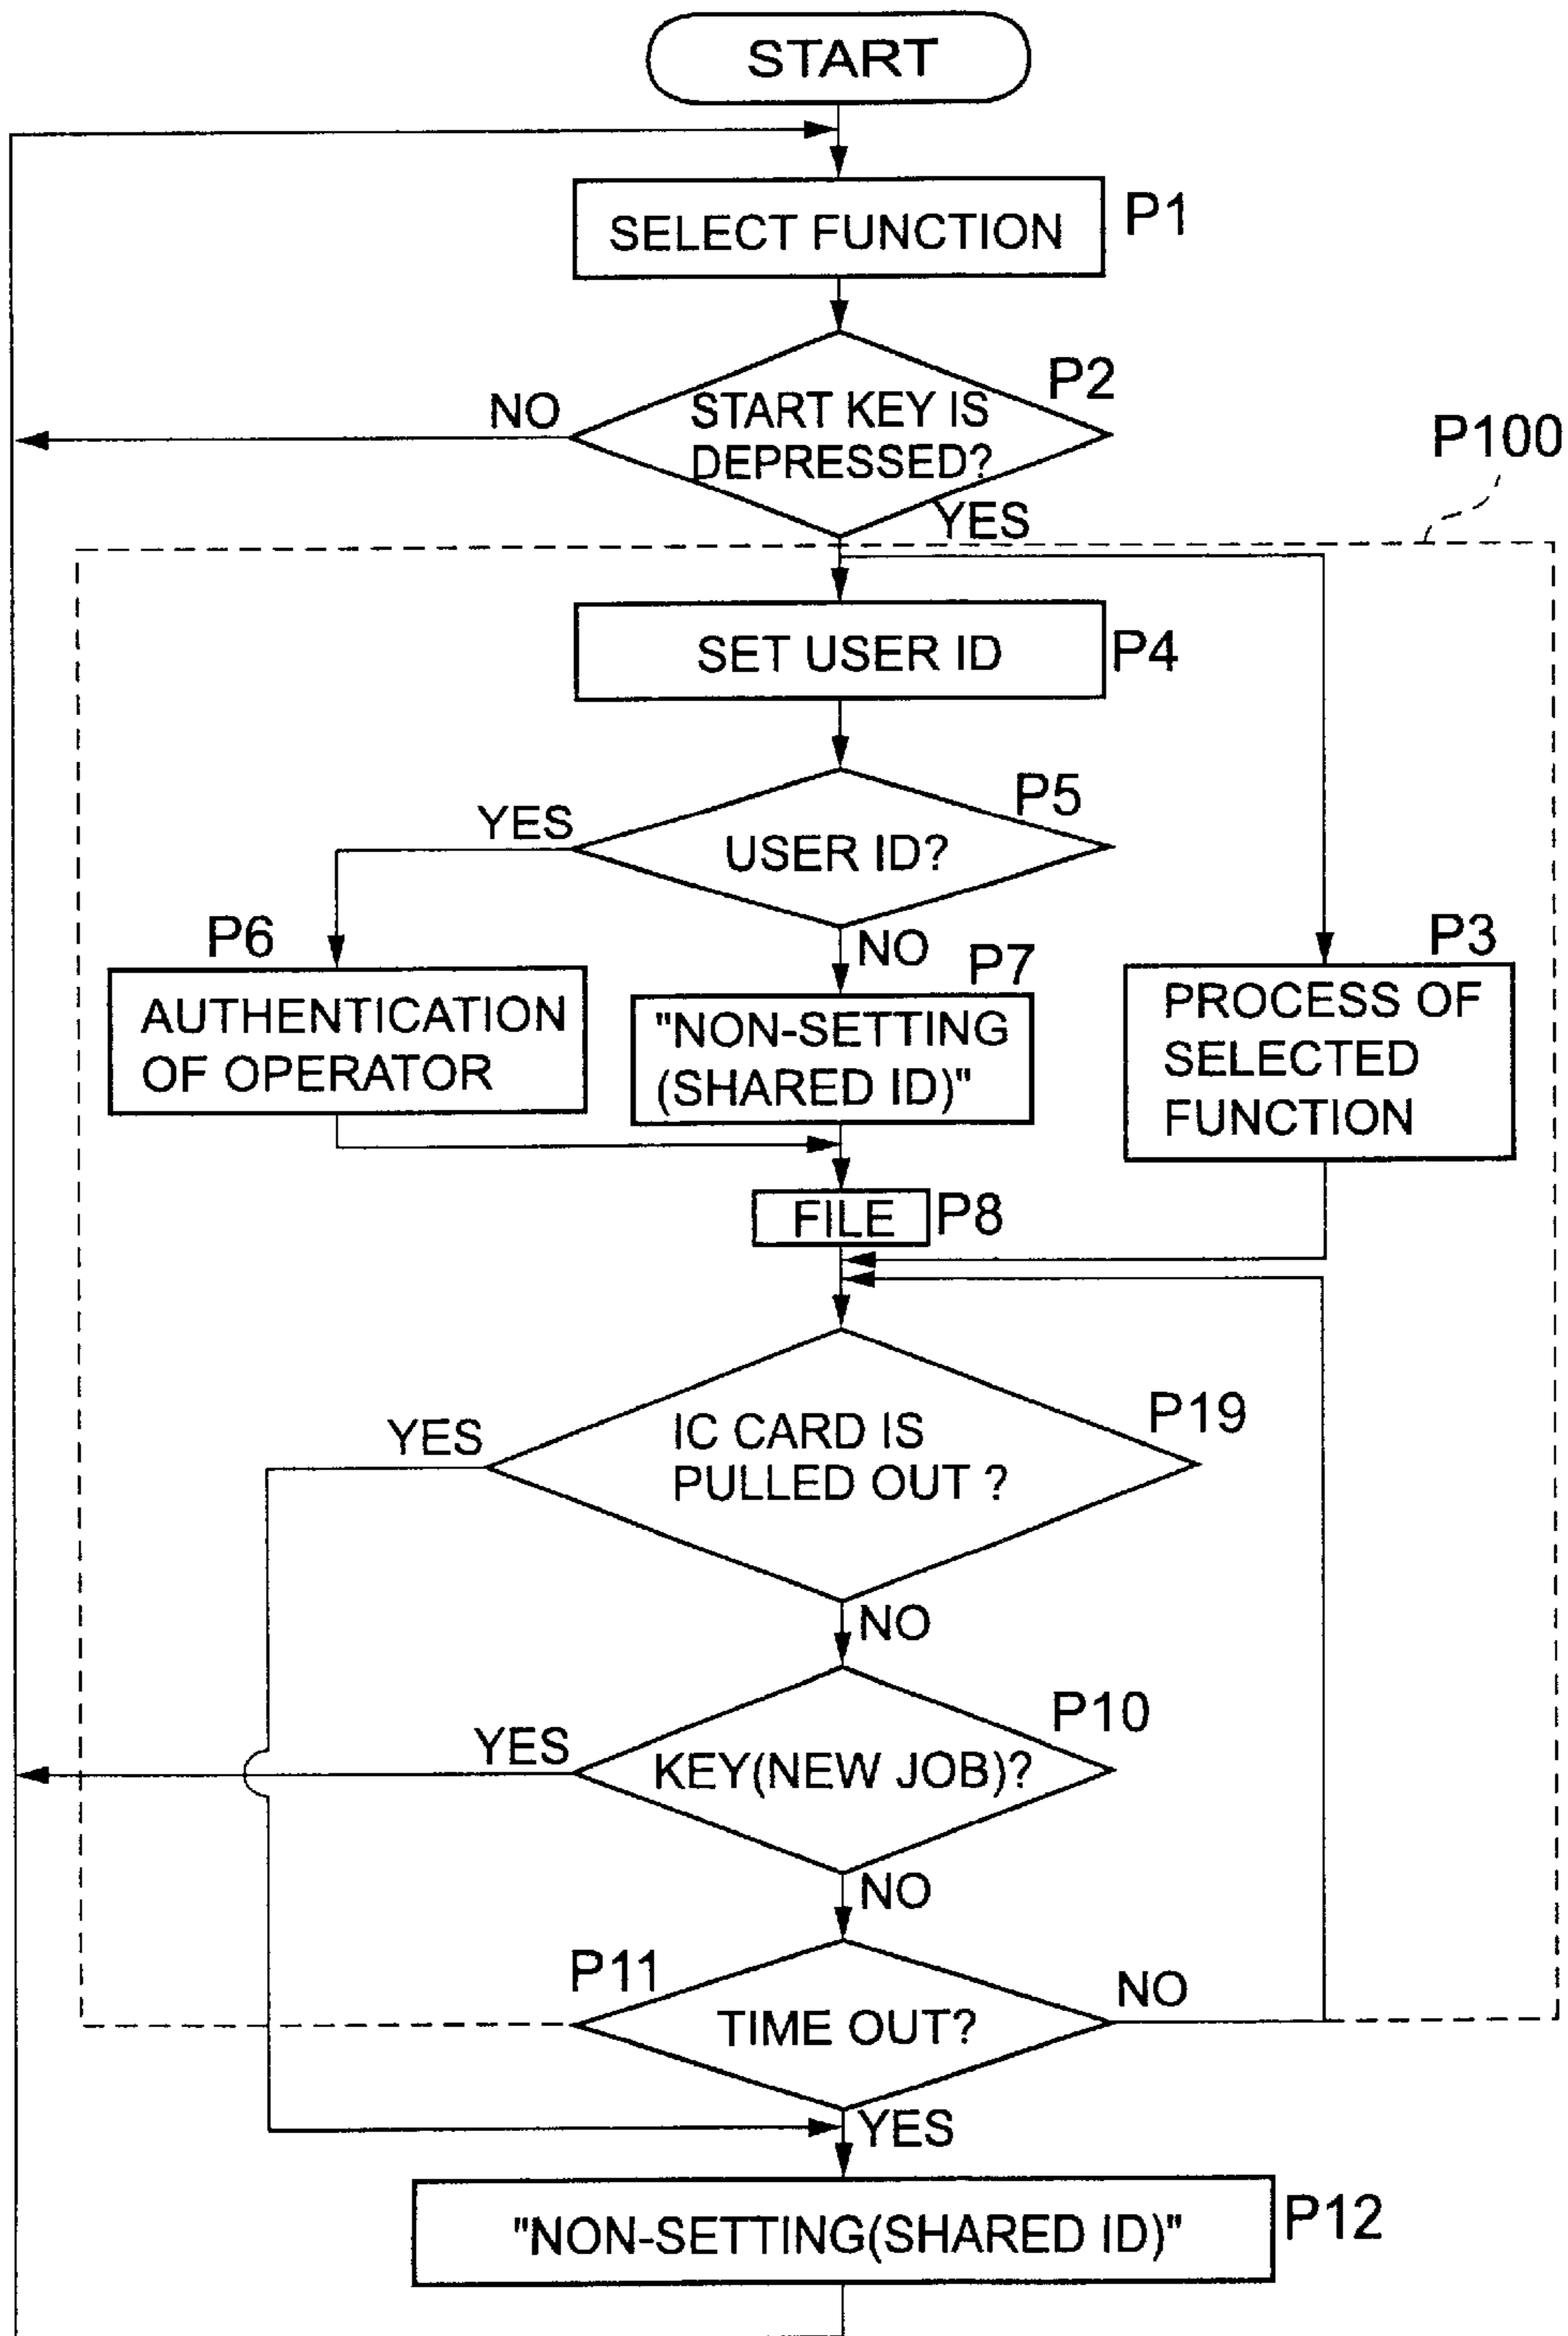 START
SELECT FUNCTION
P1
P2
NO
START KEY IS
DEPRESSED?
P100
YES
SET USER ID
P4
P5
YES
USER ID?
P6
NO
P7
P3
AUTHENTICATION
OF OPERATOR
"NON-SETTING
(SHARED ID)"
PROCESS OF
SELECTED
FUNCTION
FILE
P8
P19
YES
IC CARD IS
PULLED OUT ?
NO
P10
YES
KEY(NEW JOB)?
NO
P11
NO
TIME OUT?
YES
"NON-SETTING(SHARED ID)"
P12